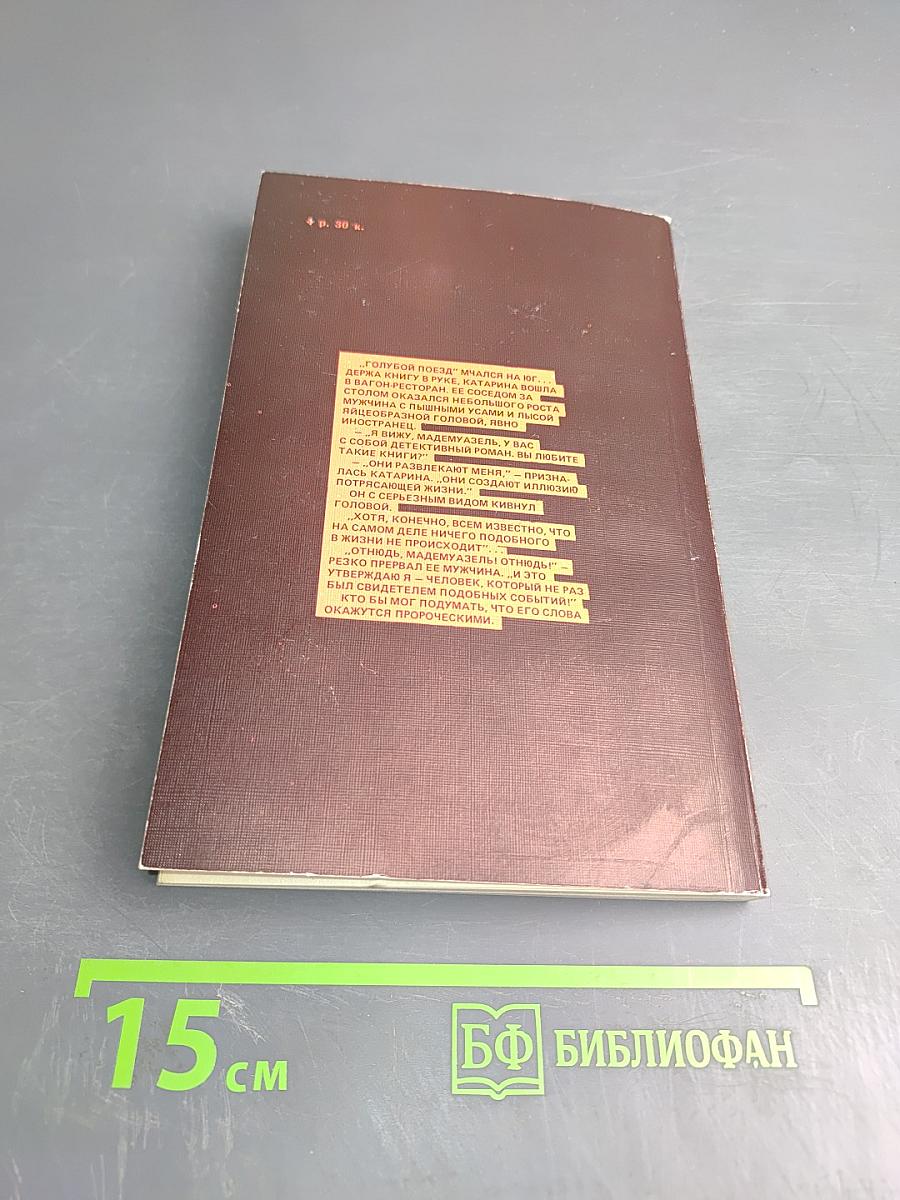 4 р. 30 к.
„ГОЛУБОЙ ПОЕЗД" МЧАЛСЯ НА ЮГ...
ДЕРЖА КНИГУ В РУКЕ, КАТАРИНА ВОШЛА
В ВАГОН-РЕСТОРАН. ЕЕ СОСЕДОМ ЗА
СТОЛОМ ОКАЗАЛСЯ НЕБОЛЬШОГО РОСТА
МУЖЧИНА С ПЫШНЫМИ УСАМИ И ЛЫСОЙ
ЯЙЦЕОБРАЗНОЙ ГОЛОВОЙ, ЯВНО
ИНОСТРАНЕЦ.
– „Я ВИЖУ, МАДЕМУАЗЕЛЬ, У ВАС
С СОБОЙ ДЕТЕКТИВНЫЙ РОМАН. ВЫ ЛЮБИТЕ
ТАКИЕ КНИГИ?"
– „ОНИ РАЗВЛЕКАЮТ МЕНЯ," – ПРИЗНА-
ЛАСЬ КАТАРИНА. „ОНИ СОЗДАЮТ ИЛЛЮЗИЮ
ПОТРЯСАЮЩЕЙ ЖИЗНИ."
ОН С СЕРЬЕЗНЫМ ВИДОМ КИВНУЛ
ГОЛОВОЙ.
„ХОТЯ, КОНЕЧНО, ВСЕМ ИЗВЕСТНО, ЧТО
НА САМОМ ДЕЛЕ НИЧЕГО ПОДОБНОГО
В ЖИЗНИ НЕ ПРОИСХОДИТ"...
„ОТНЮДЬ, МАДЕМУАЗЕЛЬ! ОТНЮДЬ!" –
РЕЗКО ПРЕРВАЛ ЕЕ МУЖЧИНА. „И ЭТО
УТВЕРЖДАЮ Я – ЧЕЛОВЕК, КОТОРЫЙ НЕ РАЗ
БЫЛ СВИДЕТЕЛЕМ ПОДОБНЫХ СОБЫТИЙ!"
КТО БЫ МОГ ПОДУМАТЬ, ЧТО ЕГО СЛОВА
ОКАЖУТСЯ ПРОРОЧЕСКИМИ.
15 см
БФ БИБЛИОФАН